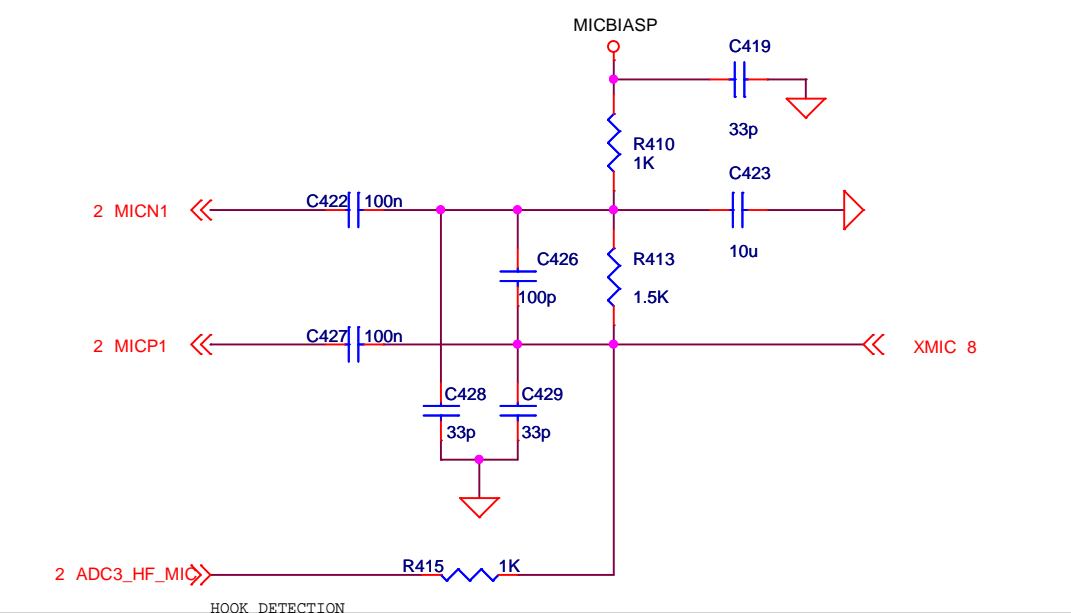 MICBIASP
C419
33p
R410
1K
C423
2 MICN1
C422
100n
10u
C426
100p
R413
1.5K
2 MICP1
C427
100n
XMIC 8
C428
33p
C429
33p
2 ADC3_HF_MIC
R415
1K
HOOK DETECTION